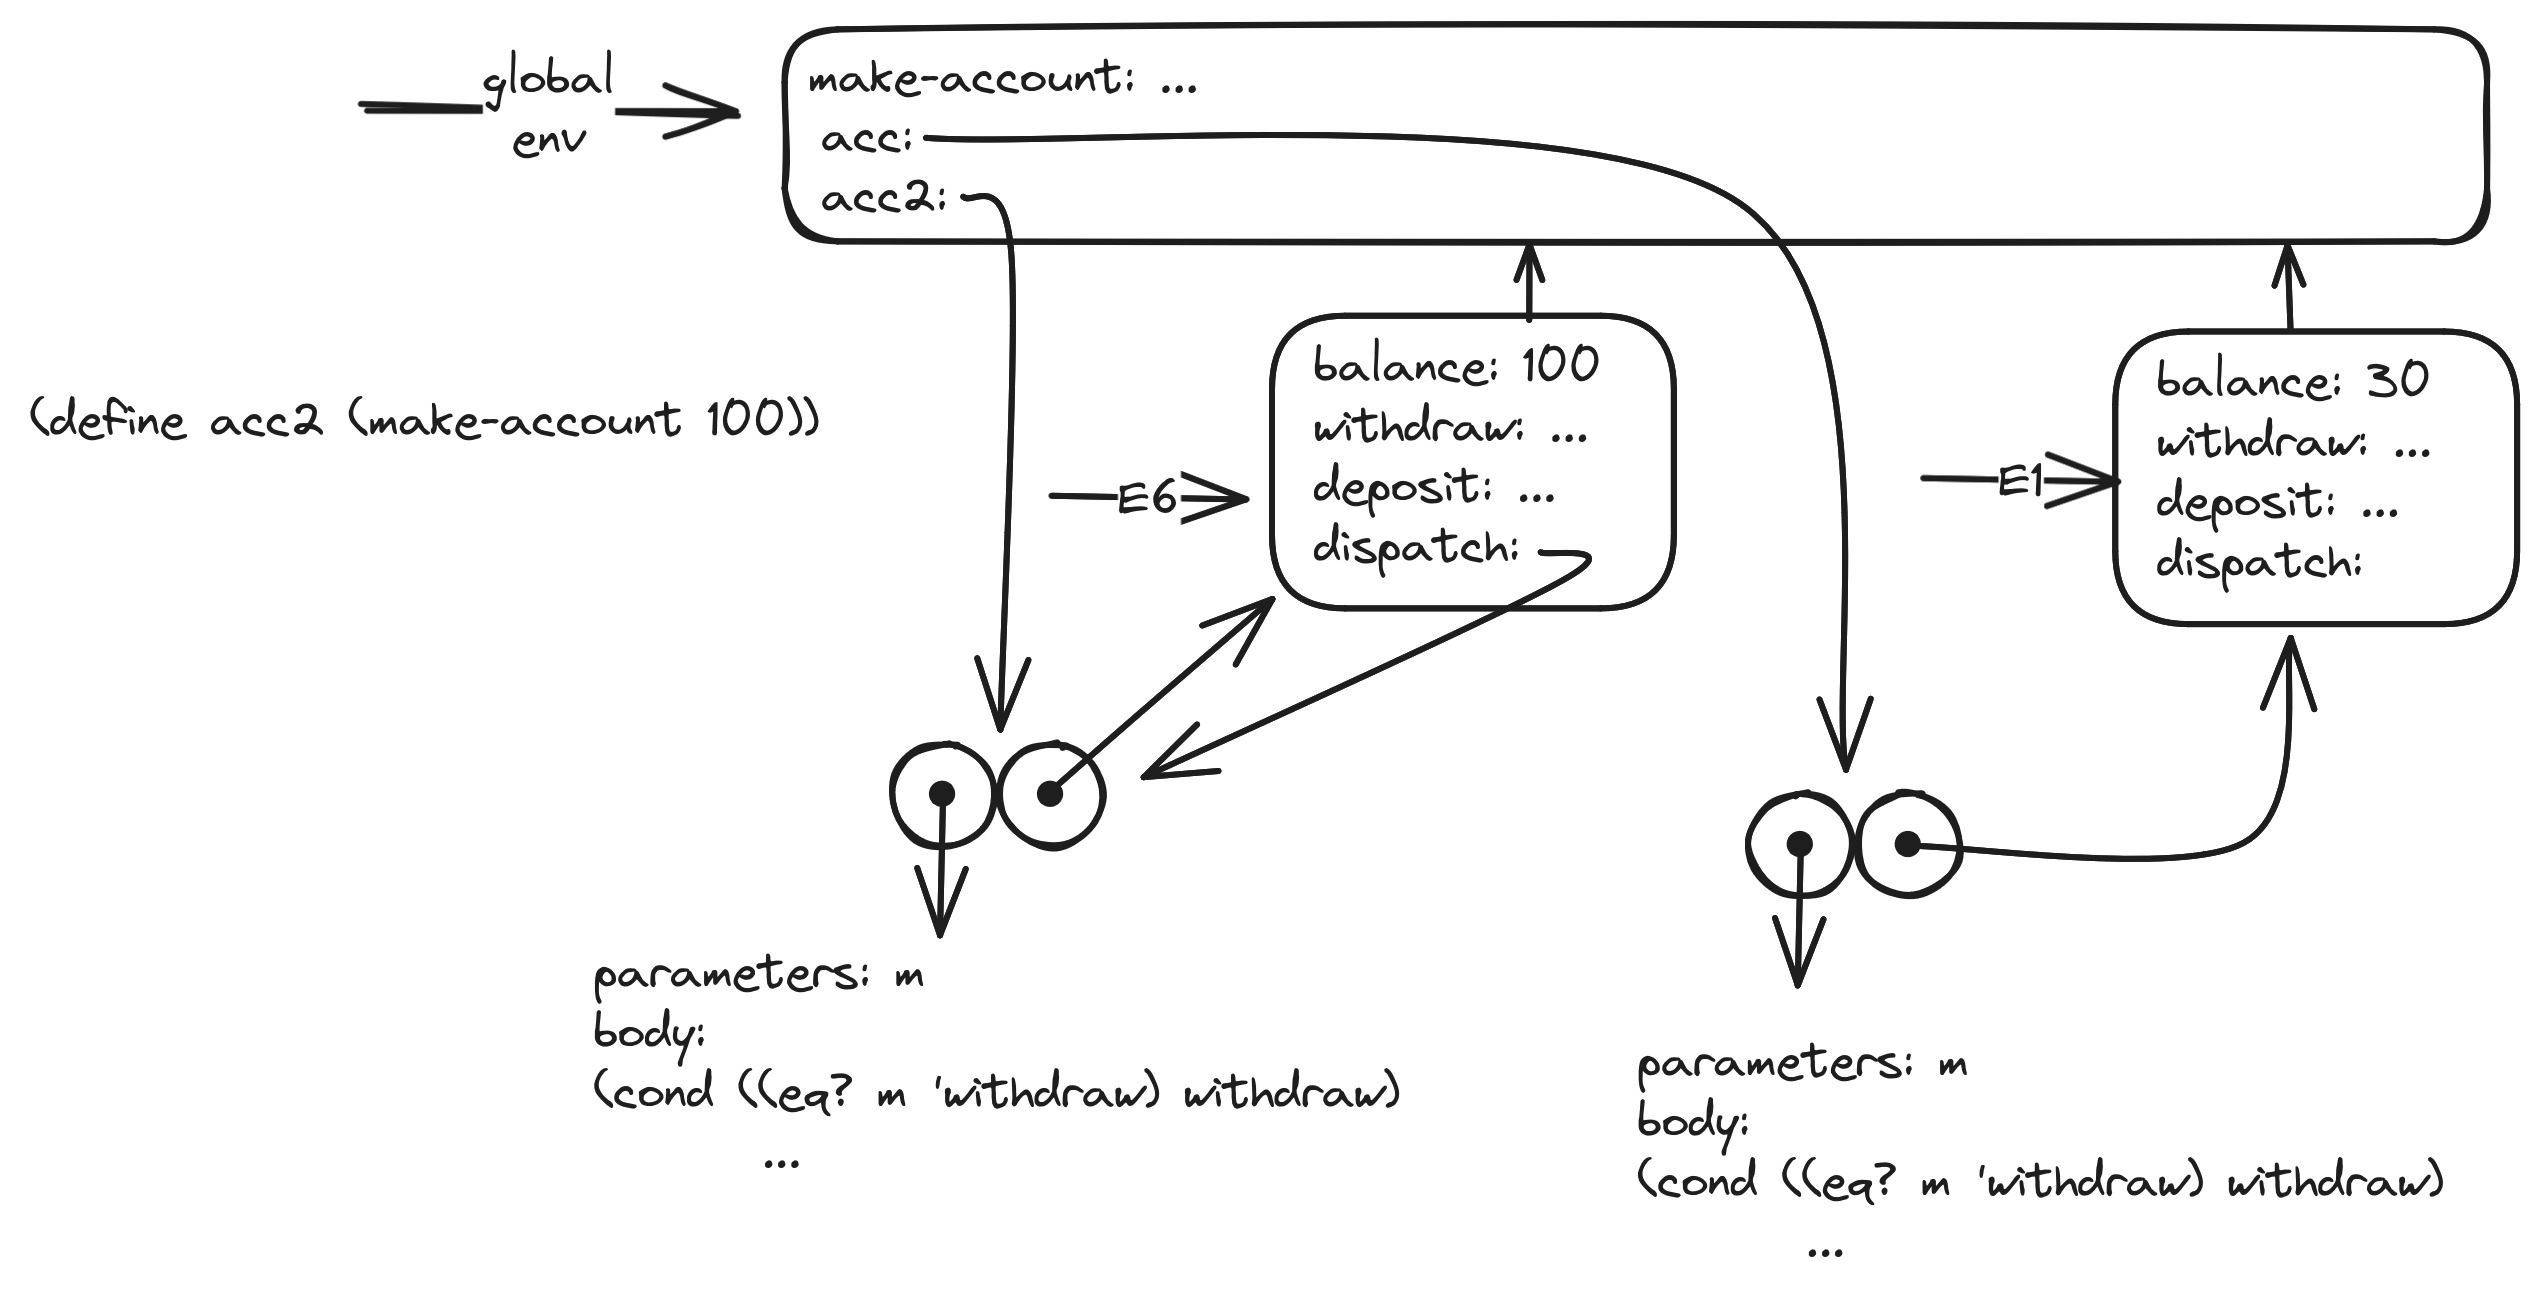 global
env
make-account: ...
acc:
acc2:
(define acc2 (make-account 100))
E6
balance: 100
withdraw: ...
deposit: ...
dispatch:
E1
balance: 30
withdraw: ...
deposit: ...
dispatch:
parameters: m
body:
(cond ((eq? m 'withdraw) withdraw)
...
parameters: m
body:
(cond ((eq? m 'withdraw) withdraw)
...